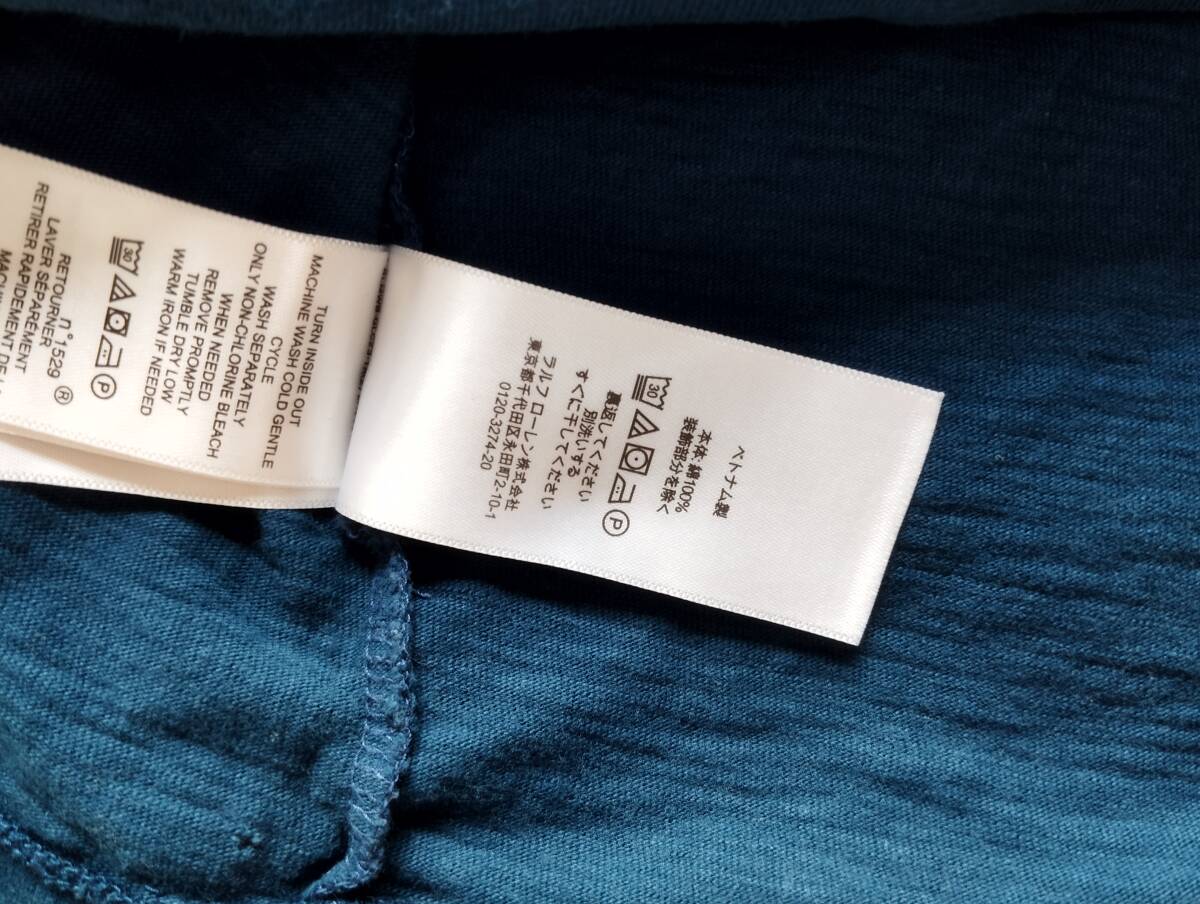 TURN INSIDE OUT
MACHINE WASH COLD GENTLE
CYCLE
WASH SEPARATELY
ONLY NON-CHLORINE BLEACH
WHEN NEEDED
REMOVE PROMPTLY
TUMBLE DRY LOW
WARM IRON IF NEEDED
30 P
n°1529 ®
RETOURNER
LAVER SÉPARÉMENT
RETIRER RAPIDEMENT
ベトナム製
本体: 綿100%
装飾部分を除く
30 P
裏返してください
別洗いする
すぐに干してください
ラルフ ローレン株式会社
東京都千代田区永田町2-10-1
0120-3274-20